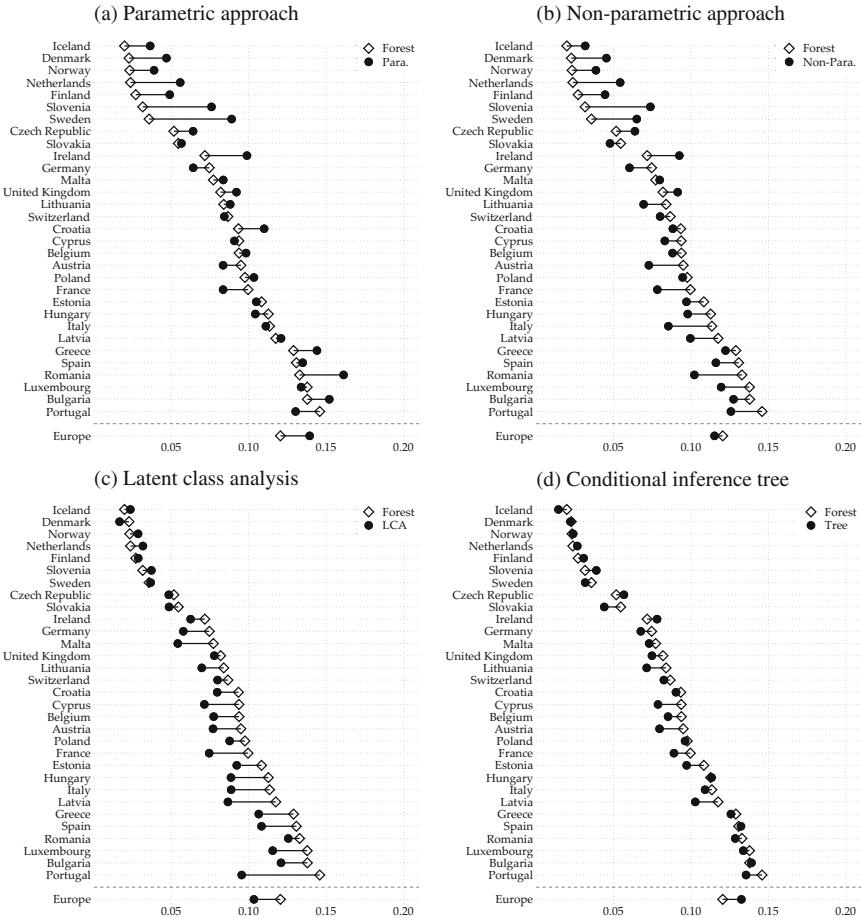 (a) Parametric approach
Iceland
Denmark
Norway
Netherlands
Finland
Slovenia
Sweden
Czech Republic
Slovakia
Ireland
Germany
Malta
United Kingdom
Lithuania
Switzerland
Croatia
Cyprus
Belgium
Austria
Poland
France
Estonia
Hungary
Italy
Latvia
Greece
Spain
Romania
Luxembourg
Bulgaria
Portugal
Europe
Forest
Para.
0.05 0.10 0.15 0.20
(b) Non-parametric approach
Iceland
Denmark
Norway
Netherlands
Finland
Slovenia
Sweden
Czech Republic
Slovakia
Ireland
Germany
Malta
United Kingdom
Lithuania
Switzerland
Croatia
Cyprus
Belgium
Austria
Poland
France
Estonia
Hungary
Italy
Latvia
Greece
Spain
Romania
Luxembourg
Bulgaria
Portugal
Europe
Forest
Non-Para.
0.05 0.10 0.15 0.20
(c) Latent class analysis
Iceland
Denmark
Norway
Netherlands
Finland
Slovenia
Sweden
Czech Republic
Slovakia
Ireland
Germany
Malta
United Kingdom
Lithuania
Switzerland
Croatia
Cyprus
Belgium
Austria
Poland
France
Estonia
Hungary
Italy
Latvia
Greece
Spain
Romania
Luxembourg
Bulgaria
Portugal
Europe
Forest
LCA
0.05 0.10 0.15 0.20
(d) Conditional inference tree
Iceland
Denmark
Norway
Netherlands
Finland
Slovenia
Sweden
Czech Republic
Slovakia
Ireland
Germany
Malta
United Kingdom
Lithuania
Switzerland
Croatia
Cyprus
Belgium
Austria
Poland
France
Estonia
Hungary
Italy
Latvia
Greece
Spain
Romania
Luxembourg
Bulgaria
Portugal
Europe
Forest
Tree
0.05 0.10 0.15 0.20